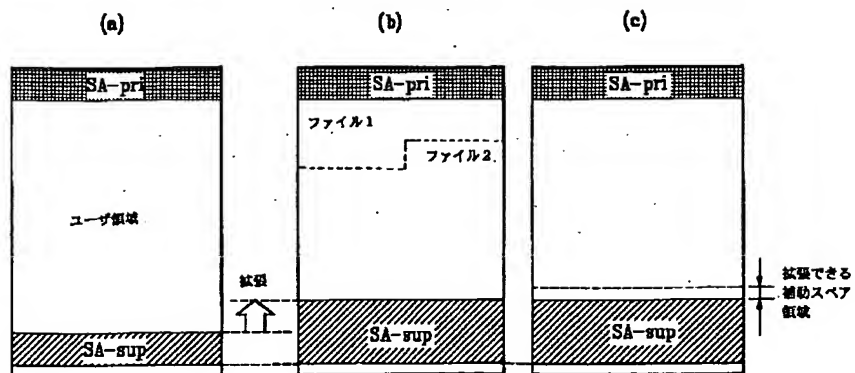 (a)
(b)
(c)
SA-pri
SA-pri
SA-pri
ファイル1
ファイル2
ユーザ領域
拡張
拡張できる
補助スペア
領域
SA-sup
SA-sup
SA-sup